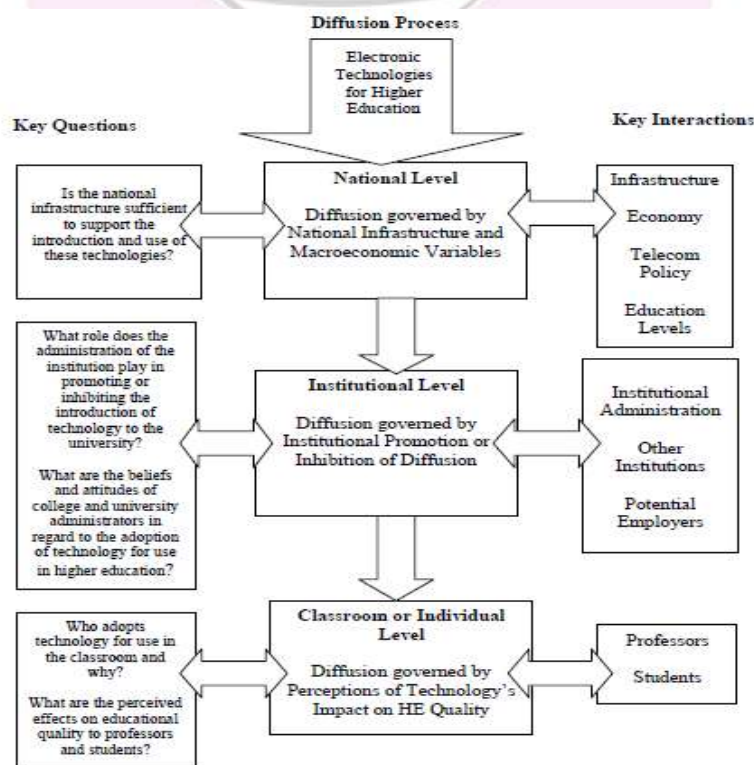 Diffusion Process
Electronic
Technologies
for Higher
Education
Key Questions
Key Interactions
Is the national
infrastructure sufficient
to support the
introduction and use of
these technologies?
National Level
Diffusion governed by
National Infrastructure and
Macroeconomic Variables
Infrastructure
Economy
Telecom
Policy
Education
Levels
What role does the
administration of the
institution play in
promoting or
inhibiting the
introduction of
technology to the
university?
What are the beliefs
and attitudes of
college and university
administrators in
regard to the adoption
of technology for use
in higher education?
Institutional Level
Diffusion governed by
Institutional Promotion or
Inhibition of Diffusion
Institutional
Administration
Other
Institutions
Potential
Employers
Who adopts
technology for use in
the classroom and
why?
What are the perceived
effects on educational
quality to professors
and students?
Classroom or Individual
Level
Diffusion governed by
Perceptions of Technology's
Impact on HE Quality
Professors
Students